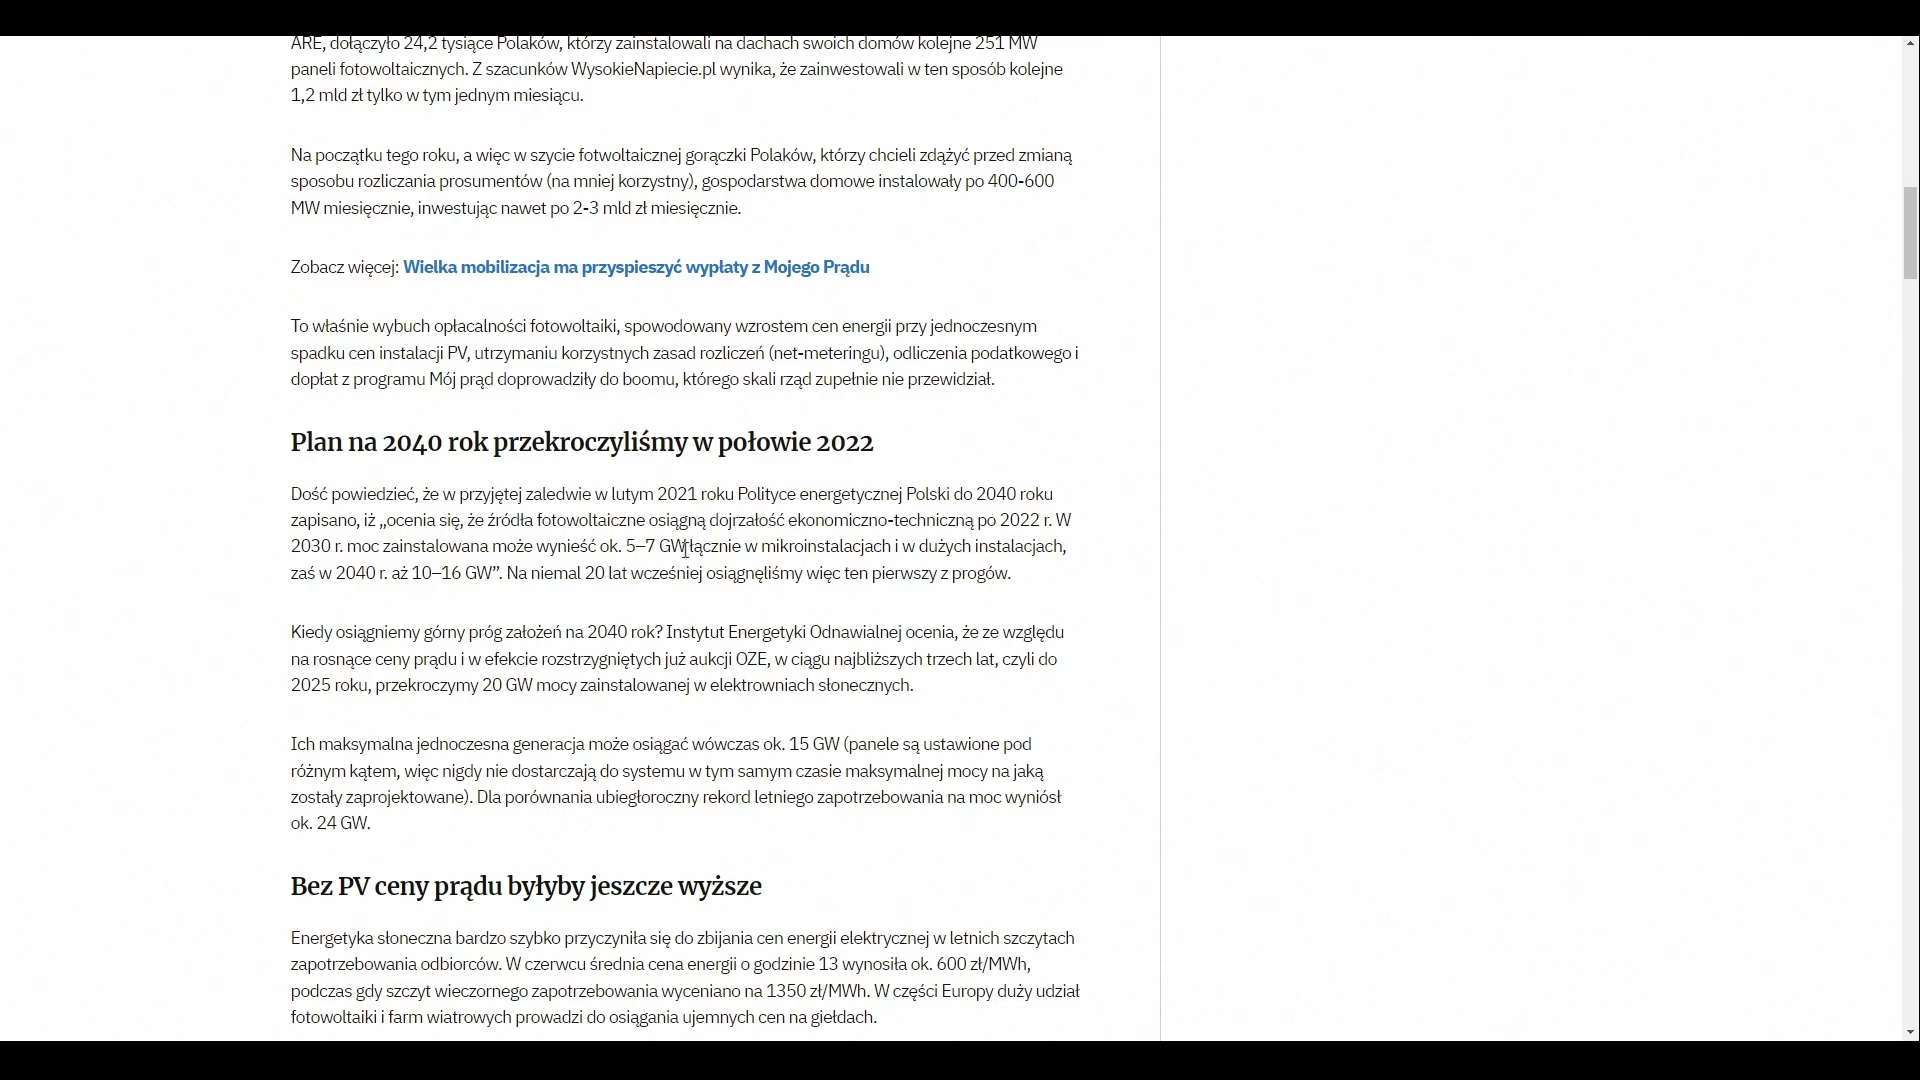 ARE, dołączyło 24,2 tysiące Polaków, którzy zainstalowali na dachach swoich domów kolejne 251 MW
paneli fotowoltaicznych. Z szacunków WysokieNapiecie.pl wynika, że zainwestowali w ten sposób kolejne
1,2 mld zł tylko w tym jednym miesiącu.
Na początku tego roku, a więc w szycie fotwoltaicznej gorączki Polaków, którzy chcieli zdążyć przed zmianą
sposobu rozliczania prosumentów (na mniej korzystny), gospodarstwa domowe instalowały po 400-600
MW miesięcznie, inwestując nawet po 2-3 mld zł miesięcznie.
Zobacz więcej: Wielka mobilizacja ma przyspieszyć wypłaty z Mojego Prądu
To właśnie wybuch opłacalności fotowoltaiki, spowodowany wzrostem cen energii przy jednoczesnym
spadku cen instalacji PV, utrzymaniu korzystnych zasad rozliczeń (net-meteringu), odliczenia podatkowego i
dopłat z programu Mój prąd doprowadziły do boomu, którego skali rząd zupełnie nie przewidział.
Plan na 2040 rok przekroczyliśmy w połowie 2022
Dość powiedzieć, że w przyjętej zaledwie w lutym 2021 roku Polityce energetycznej Polski do 2040 roku
zapisano, iż „ocenia się, że źródła fotowoltaiczne osiągną dojrzałość ekonomiczno-techniczną po 2022 r. W
2030 r. moc zainstalowana może wynieść ok. 5–7 GW łącznie w mikroinstalacjach i w dużych instalacjach,
zaś w 2040 r. aż 10–16 GW”. Na niemal 20 lat wcześniej osiągnęliśmy więc ten pierwszy z progów.
Kiedy osiągniemy górny próg założeń na 2040 rok? Instytut Energetyki Odnawialnej ocenia, że ze względu
na rosnące ceny prądu i w efekcie rozstrzygniętych już aukcji OZE, w ciągu najbliższych trzech lat, czyli do
2025 roku, przekroczymy 20 GW mocy zainstalowanej w elektrowniach słonecznych.
Ich maksymalna jednoczesna generacja może osiągać wówczas ok. 15 GW (panele są ustawione pod
różnym kątem, więc nigdy nie dostarczają do systemu w tym samym czasie maksymalnej mocy na jaką
zostały zaprojektowane). Dla porównania ubiegłoroczny rekord letniego zapotrzebowania na moc wyniósł
ok. 24 GW.
Bez PV ceny prądu byłyby jeszcze wyższe
Energetyka słoneczna bardzo szybko przyczyniła się do zbijania cen energii elektrycznej w letnich szczytach
zapotrzebowania odbiorców. W czerwcu średnia cena energii o godzinie 13 wynosiła ok. 600 zł/MWh,
podczas gdy szczyt wieczornego zapotrzebowania wyceniano na 1350 zł/MWh. W części Europy duży udział
fotowoltaiki i farm wiatrowych prowadzi do osiągania ujemnych cen na giełdach.